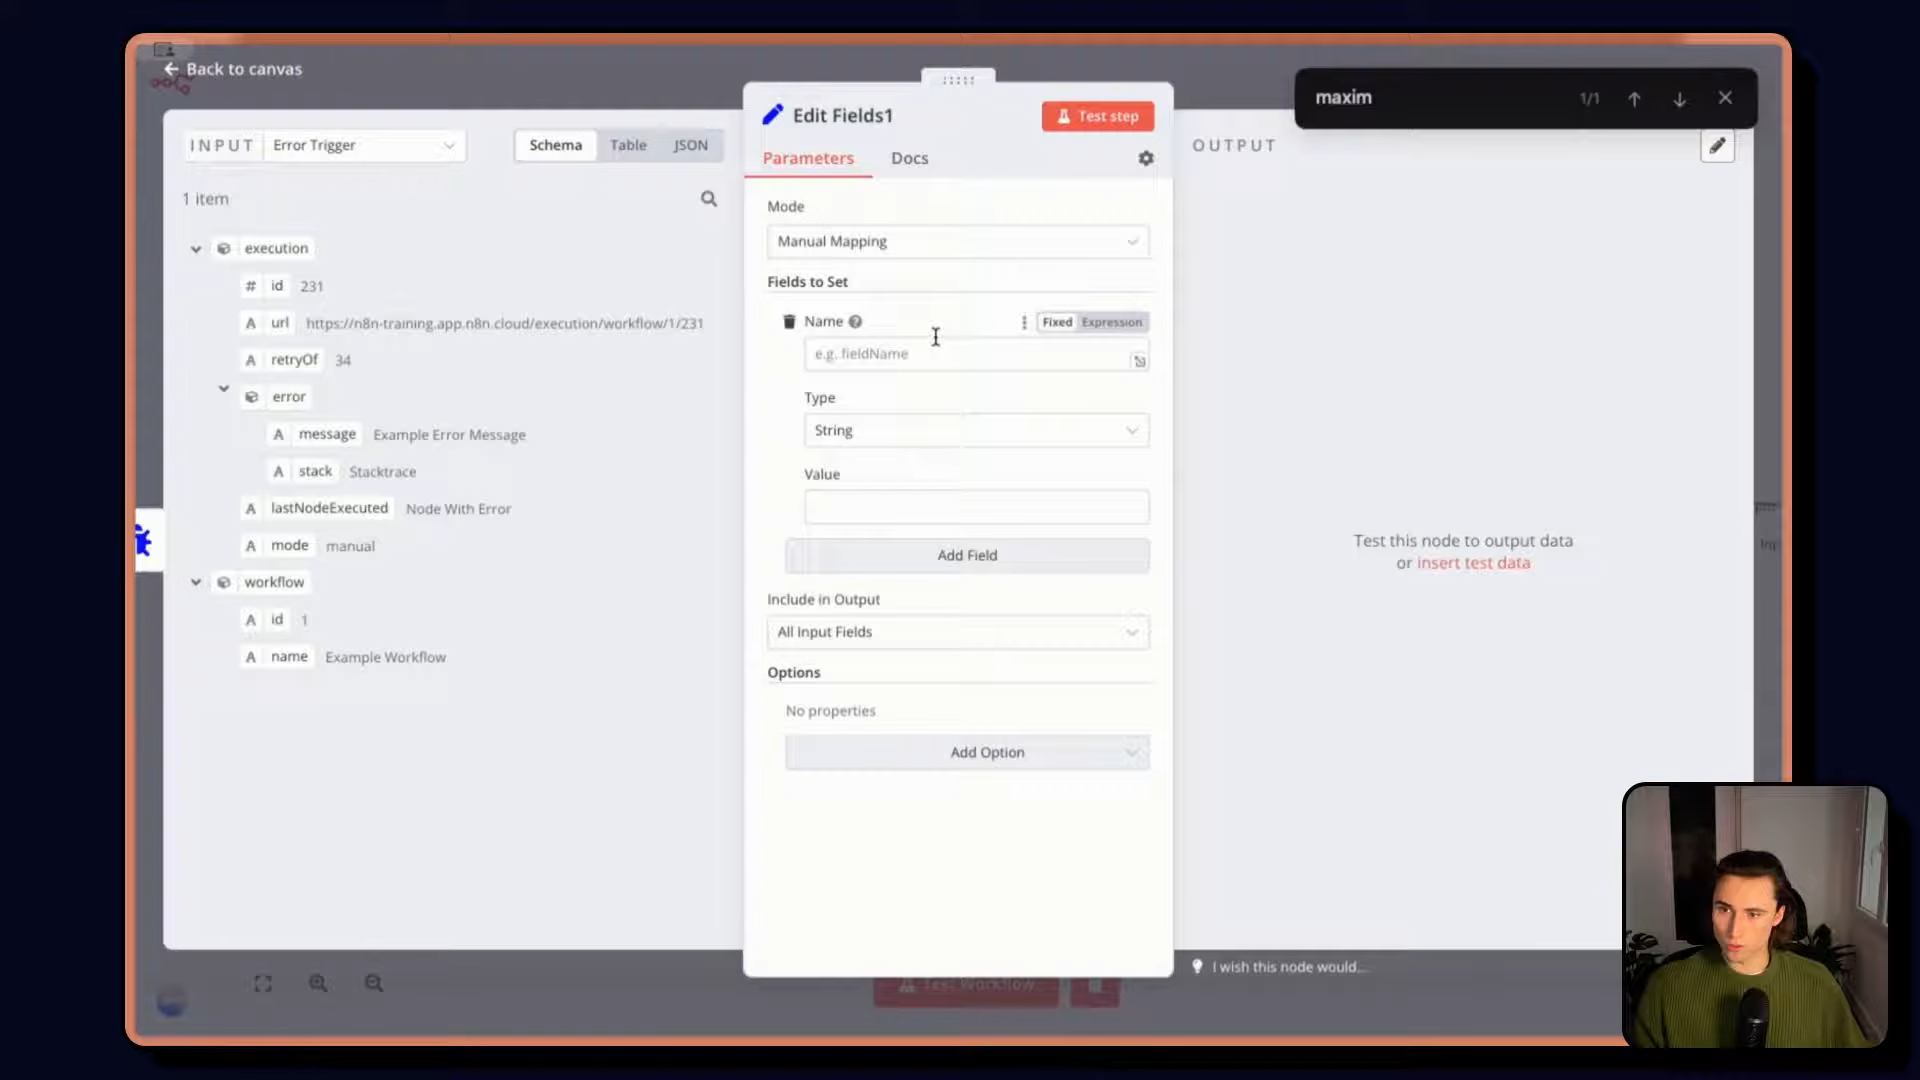 Back to canvas
maxim
1/1
INPUT
Error Trigger
Schema
Table
JSON
1 item
execution
# id 231
A url https://n8n-training.app.n8n.cloud/execution/workflow/1/231
A retryOf 34
error
A message Example Error Message
A stack Stacktrace
A lastNodeExecuted Node With Error
A mode manual
workflow
A id 1
A name Example Workflow
Edit Fields1
Test step
Parameters
Docs
Mode
Manual Mapping
Fields to Set
Name
Fixed
Expression
e.g. fieldName
Type
String
Value
Add Field
Include in Output
All Input Fields
Options
No properties
Add Option
OUTPUT
Test this node to output data
or insert test data
I wish this node would...
Test Workflow